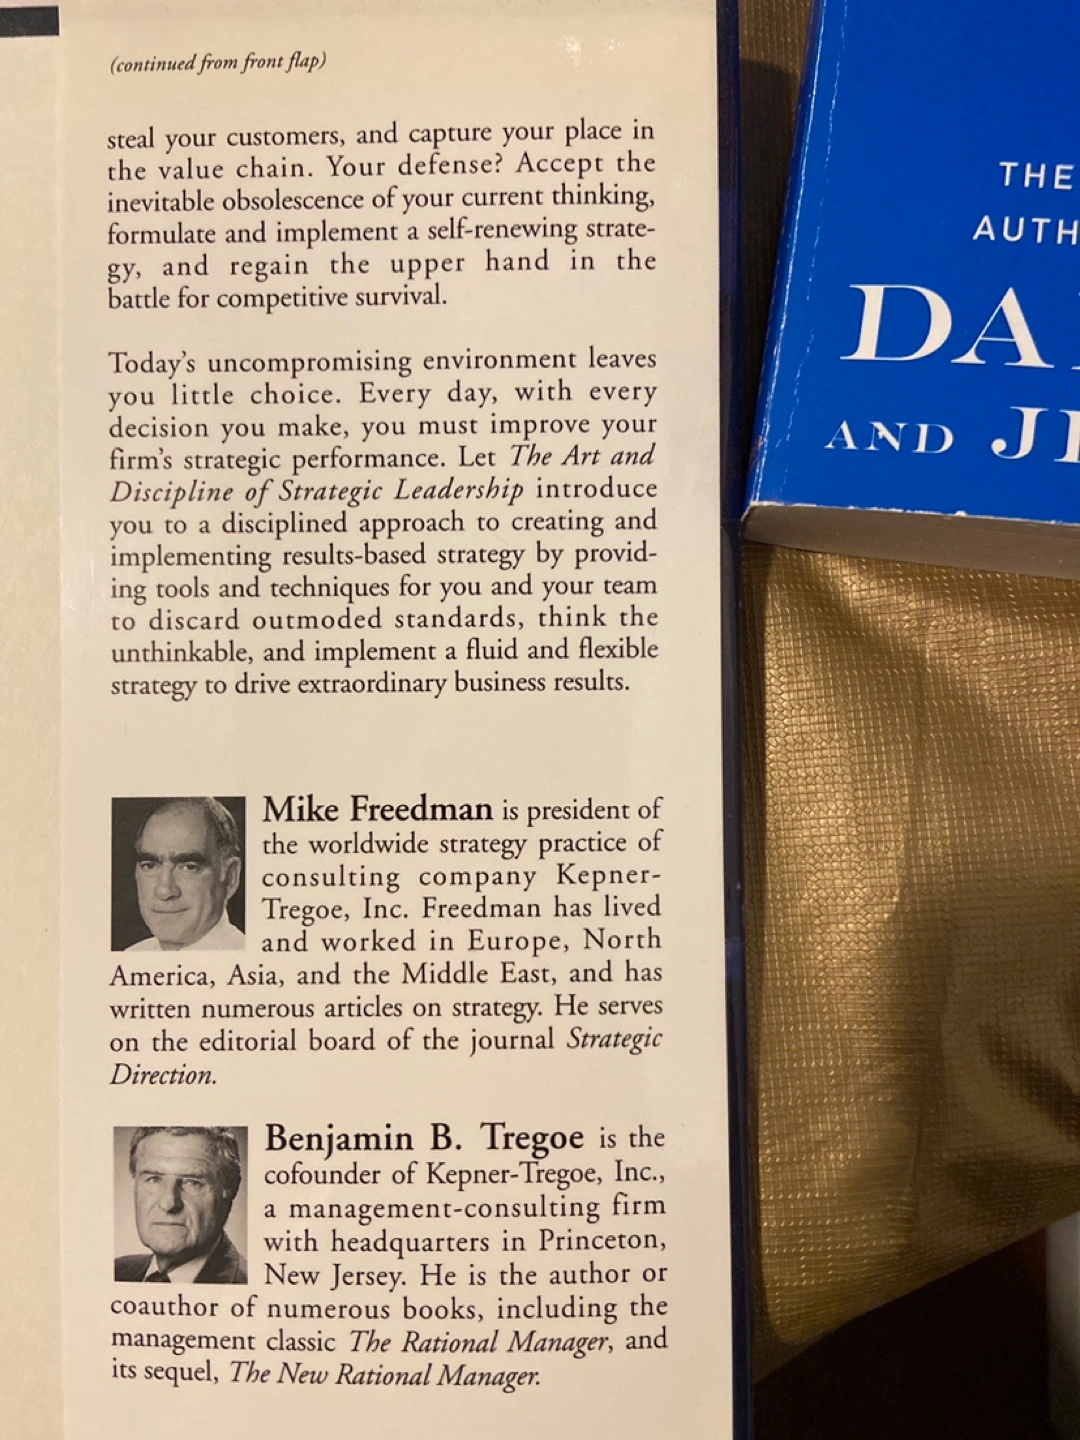 (continued from front flap)
steal your customers, and capture your place in
the value chain. Your defense? Accept the
inevitable obsolescence of your current thinking,
formulate and implement a self-renewing strate-
gy, and regain the upper hand in the
battle for competitive survival.
Today's uncompromising environment leaves
you little choice. Every day, with every
decision you make, you must improve your
firm's strategic performance. Let The Art and
Discipline of Strategic Leadership introduce
you to a disciplined approach to creating and
implementing results-based strategy by provid-
ing tools and techniques for you and your team
to discard outmoded standards, think the
unthinkable, and implement a fluid and flexible
strategy to drive extraordinary business results.
Mike Freedman is president of
the worldwide strategy practice of
consulting company Kepner-
Tregoe, Inc. Freedman has lived
and worked in Europe, North
America, Asia, and the Middle East, and has
written numerous articles on strategy. He serves
on the editorial board of the journal Strategic
Direction.
Benjamin B. Tregoe is the
cofounder of Kepner-Tregoe, Inc.,
a management-consulting firm
with headquarters in Princeton,
New Jersey. He is the author or
coauthor of numerous books, including the
management classic The Rational Manager, and
its sequel, The New Rational Manager.
THE
AUTH
DA
AND J